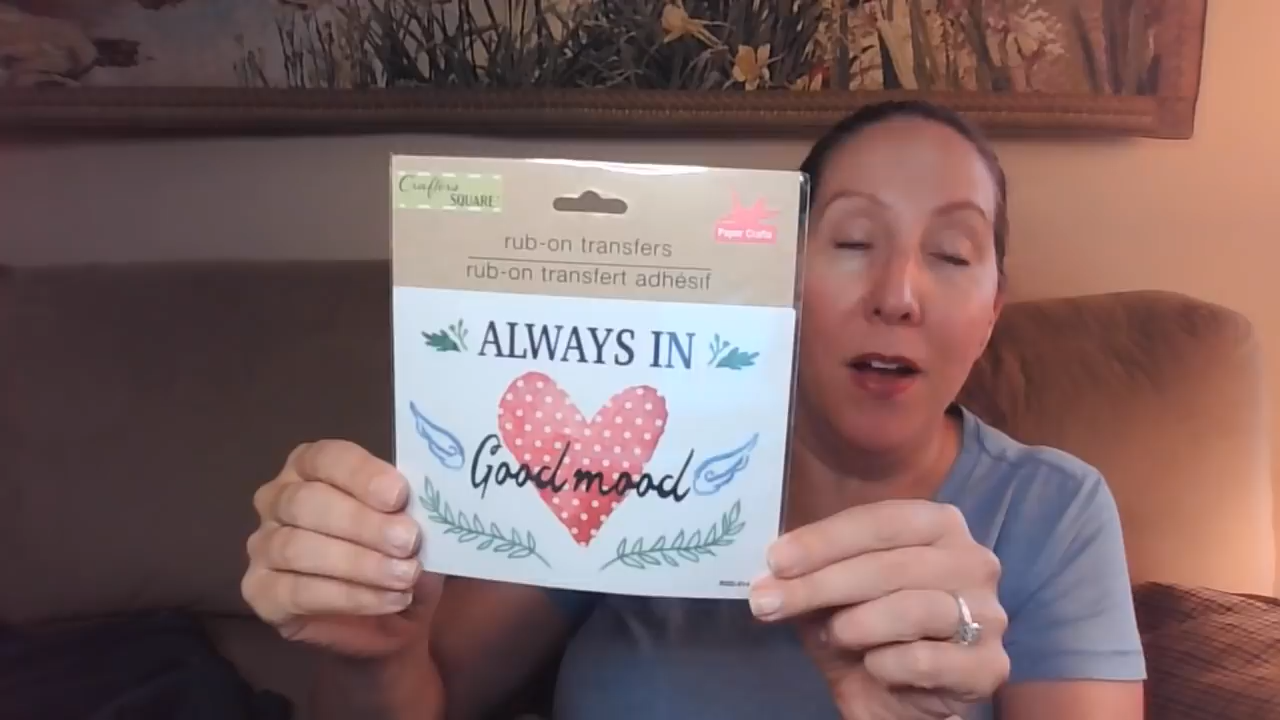 Crafters
SQUARE
Paper Crafts
rub-on transfers
rub-on transfert adhésif
ALWAYS IN
Good mood